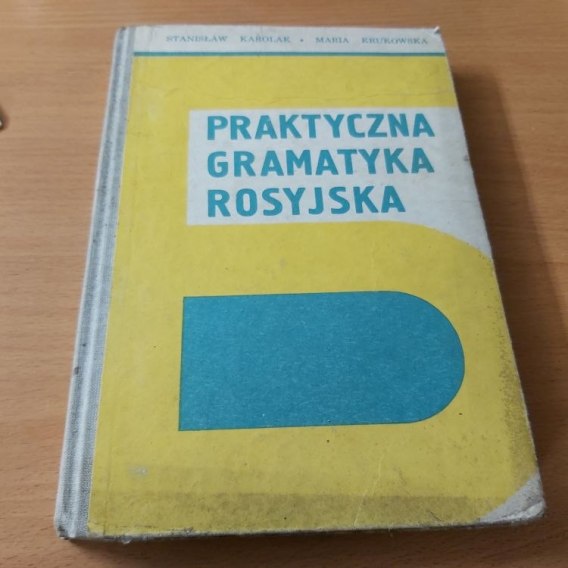 STANISŁAW KAROLAK • MARIA KRUKOWSKA
PRAKTYCZNA
GRAMATYKA
ROSYJSKA